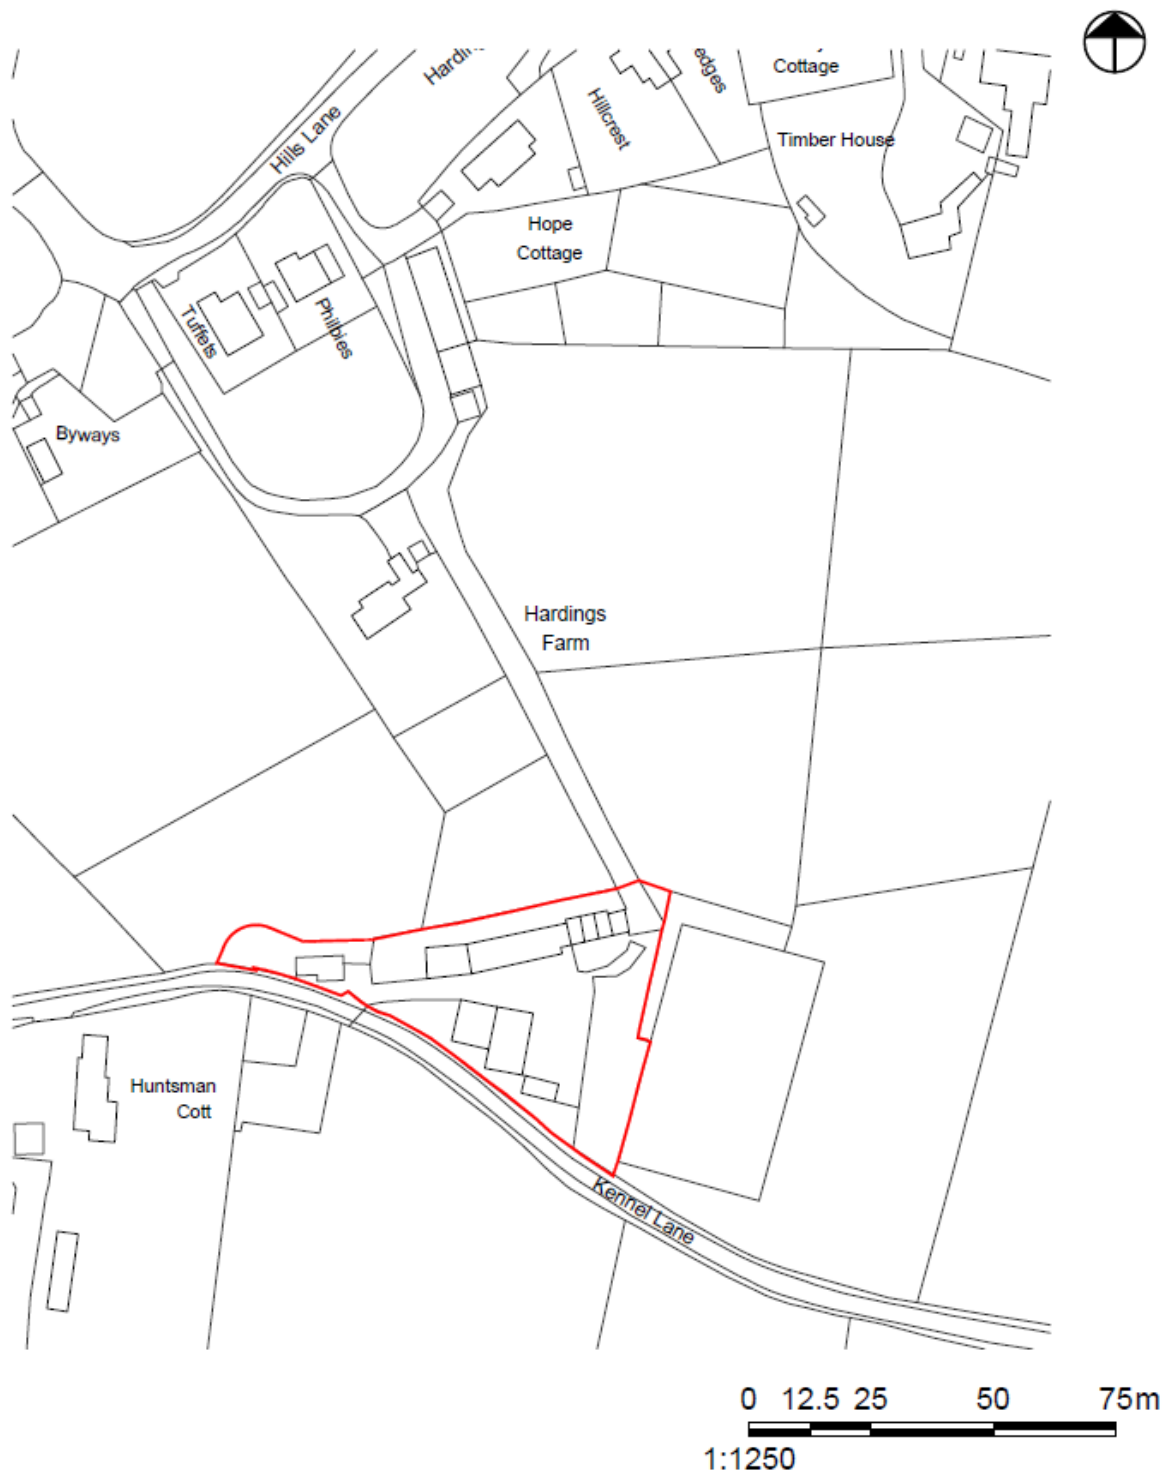 Hills Lane
Hillcrest
Cottage
Timber House
Hope
Cottage
Tuffets
Philbies
Byways
Hardings
Farm
Huntsman
Cott
Kennel Lane
0 12.5 25 50 75m
1:1250